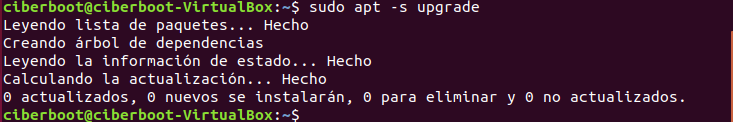 ciberboot@ciberboot-VirtualBox:~$ sudo apt -s upgrade
Leyendo lista de paquetes... Hecho
Creando árbol de dependencias
Leyendo la información de estado... Hecho
Calculando la actualización... Hecho
0 actualizados, 0 nuevos se instalarán, 0 para eliminar y 0 no actualizados.
ciberboot@ciberboot-VirtualBox:~$